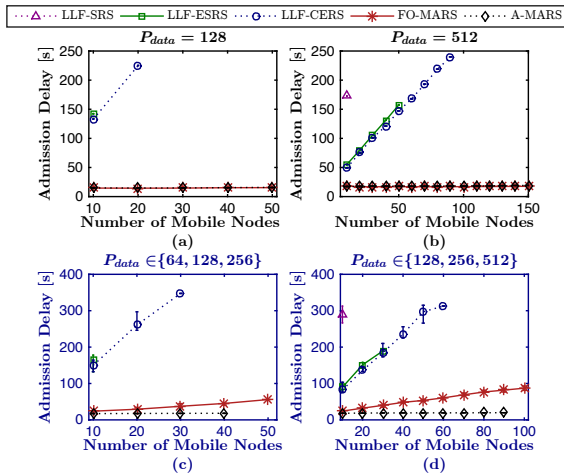 LLF-SRS LLF-ESRS LLF-CERS FO-MARS A-MARS
P_data = 128
Admission Delay [s]
250
200
150
100
50
0
10 20 30 40 50
Number of Mobile Nodes
(a)
P_data = 512
Admission Delay [s]
250
200
150
100
50
0
50 100 150
Number of Mobile Nodes
(b)
P_data ∈{64, 128, 256}
Admission Delay [s]
400
300
200
100
0
10 20 30 40 50
Number of Mobile Nodes
(c)
P_data ∈{128, 256, 512}
Admission Delay [s]
400
300
200
100
0
20 40 60 80 100
Number of Mobile Nodes
(d)